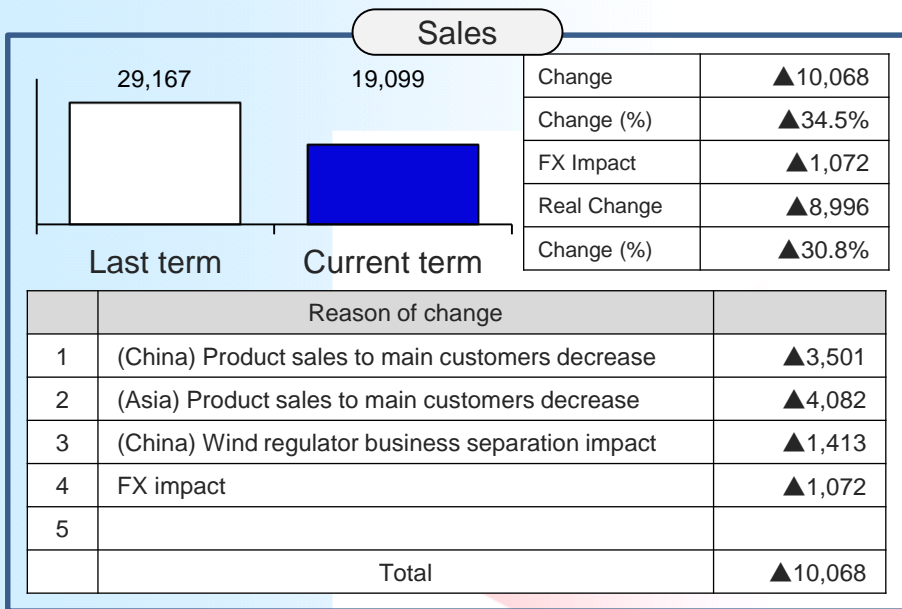 Sales
29,167 19,099
Last term Current term
Change ▲10,068
Change (%) ▲34.5%
FX Impact ▲1,072
Real Change ▲8,996
Change (%) ▲30.8%
Reason of change
1 (China) Product sales to main customers decrease ▲3,501
2 (Asia) Product sales to main customers decrease ▲4,082
3 (China) Wind regulator business separation impact ▲1,413
4 FX impact ▲1,072
5
Total ▲10,068